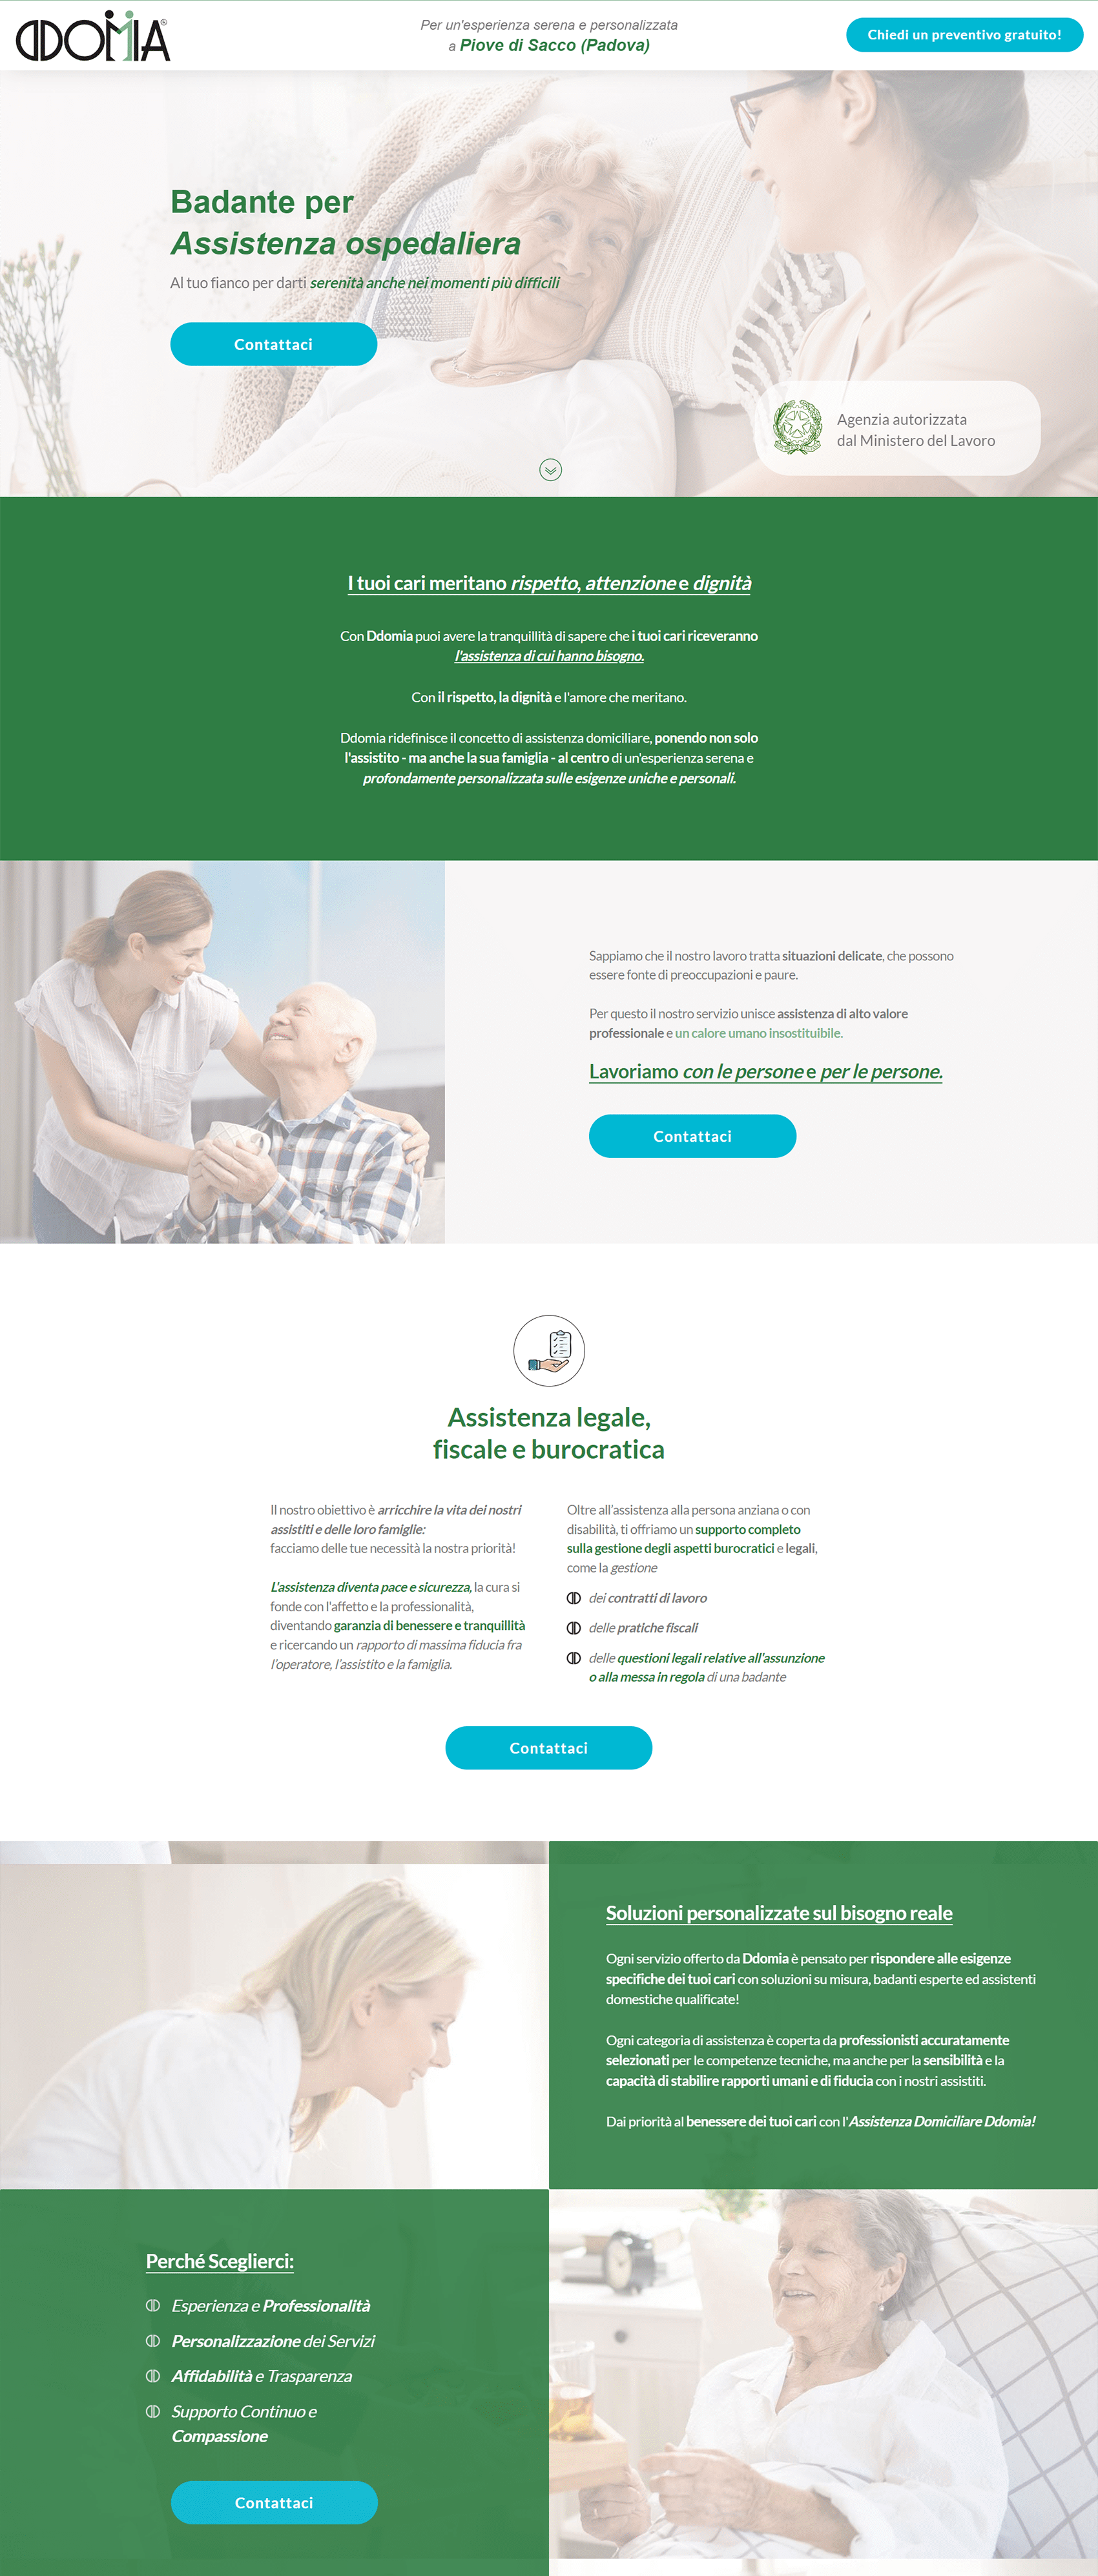 DDOMIA®
Per un'esperienza serena e personalizzata
a Piove di Sacco (Padova)
Chiedi un preventivo gratuito!
Badante per
Assistenza ospedaliera
Al tuo fianco per darti serenità anche nei momenti più difficili
Contattaci
Agenzia autorizzata
dal Ministero del Lavoro
I tuoi cari meritano rispetto, attenzione e dignità
Con Ddomia puoi avere la tranquillità di sapere che i tuoi cari riceveranno
l'assistenza di cui hanno bisogno.
Con il rispetto, la dignità e l'amore che meritano.
Ddomia ridefinisce il concetto di assistenza domiciliare, ponendo non solo
l'assistito - ma anche la sua famiglia - al centro di un'esperienza serena e
profondamente personalizzata sulle esigenze uniche e personali.
Sappiamo che il nostro lavoro tratta situazioni delicate, che possono
essere fonte di preoccupazioni e paure.
Per questo il nostro servizio unisce assistenza di alto valore
professionale e un calore umano insostituibile.
Lavoriamo con le persone e per le persone.
Contattaci
Assistenza legale,
fiscale e burocratica
Il nostro obiettivo è arricchire la vita dei nostri
assistiti e delle loro famiglie:
facciamo delle tue necessità la nostra priorità!
L'assistenza diventa pace e sicurezza, la cura si
fonde con l'affetto e la professionalità,
diventando garanzia di benessere e tranquillità
e ricercando un rapporto di massima fiducia fra
l'operatore, l'assistito e la famiglia.
Oltre all'assistenza alla persona anziana o con
disabilità, ti offriamo un supporto completo
sulla gestione degli aspetti burocratici e legali,
come la gestione
dei contratti di lavoro
delle pratiche fiscali
delle questioni legali relative all'assunzione
o alla messa in regola di una badante
Contattaci
Soluzioni personalizzate sul bisogno reale
Ogni servizio offerto da Ddomia è pensato per rispondere alle esigenze
specifiche dei tuoi cari con soluzioni su misura, badanti esperte ed assistenti
domestiche qualificate!
Ogni categoria di assistenza è coperta da professionisti accuratamente
selezionati per le competenze tecniche, ma anche per la sensibilità e la
capacità di stabilire rapporti umani e di fiducia con i nostri assistiti.
Dai priorità al benessere dei tuoi cari con l'Assistenza Domiciliare Ddomia!
Perché Sceglierci:
Esperienza e Professionalità
Personalizzazione dei Servizi
Affidabilità e Trasparenza
Supporto Continuo e
Compassione
Contattaci